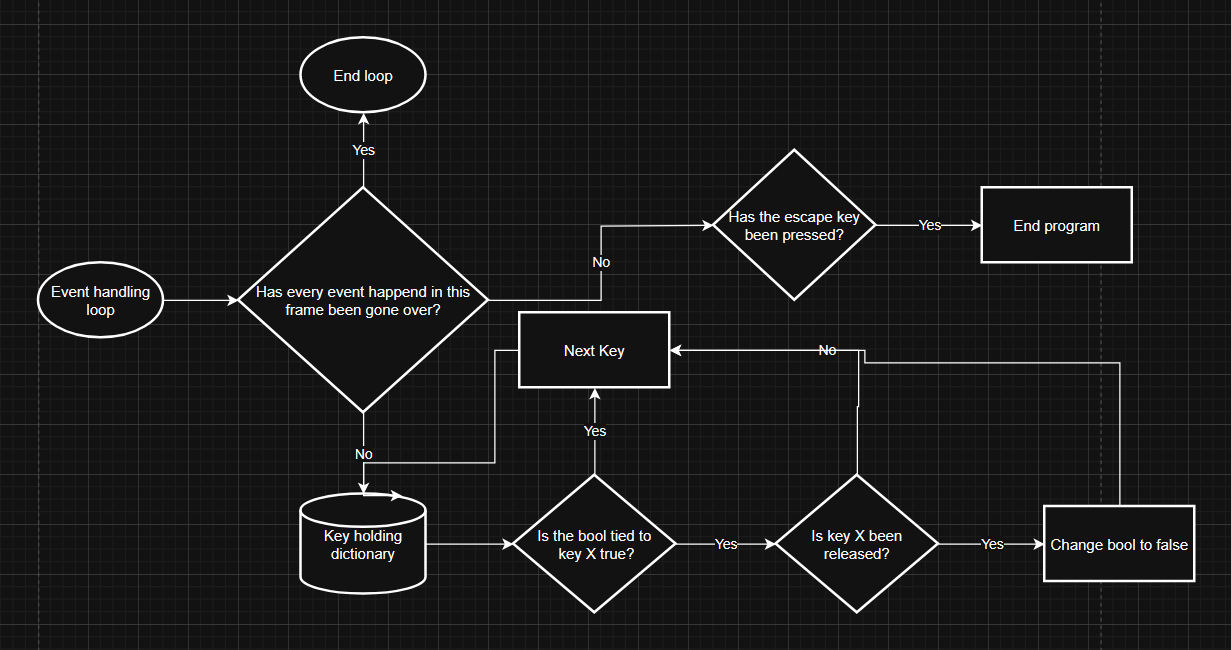 End loop
Yes
Has the escape key
been pressed?
Yes
End program
No
Event handling
loop
Has every event happend in this
frame been gone over?
Next Key
No
Yes
No
Key holding
dictionary
Is the bool tied to
key X true?
Yes
Is key X been
released?
Yes
Change bool to false